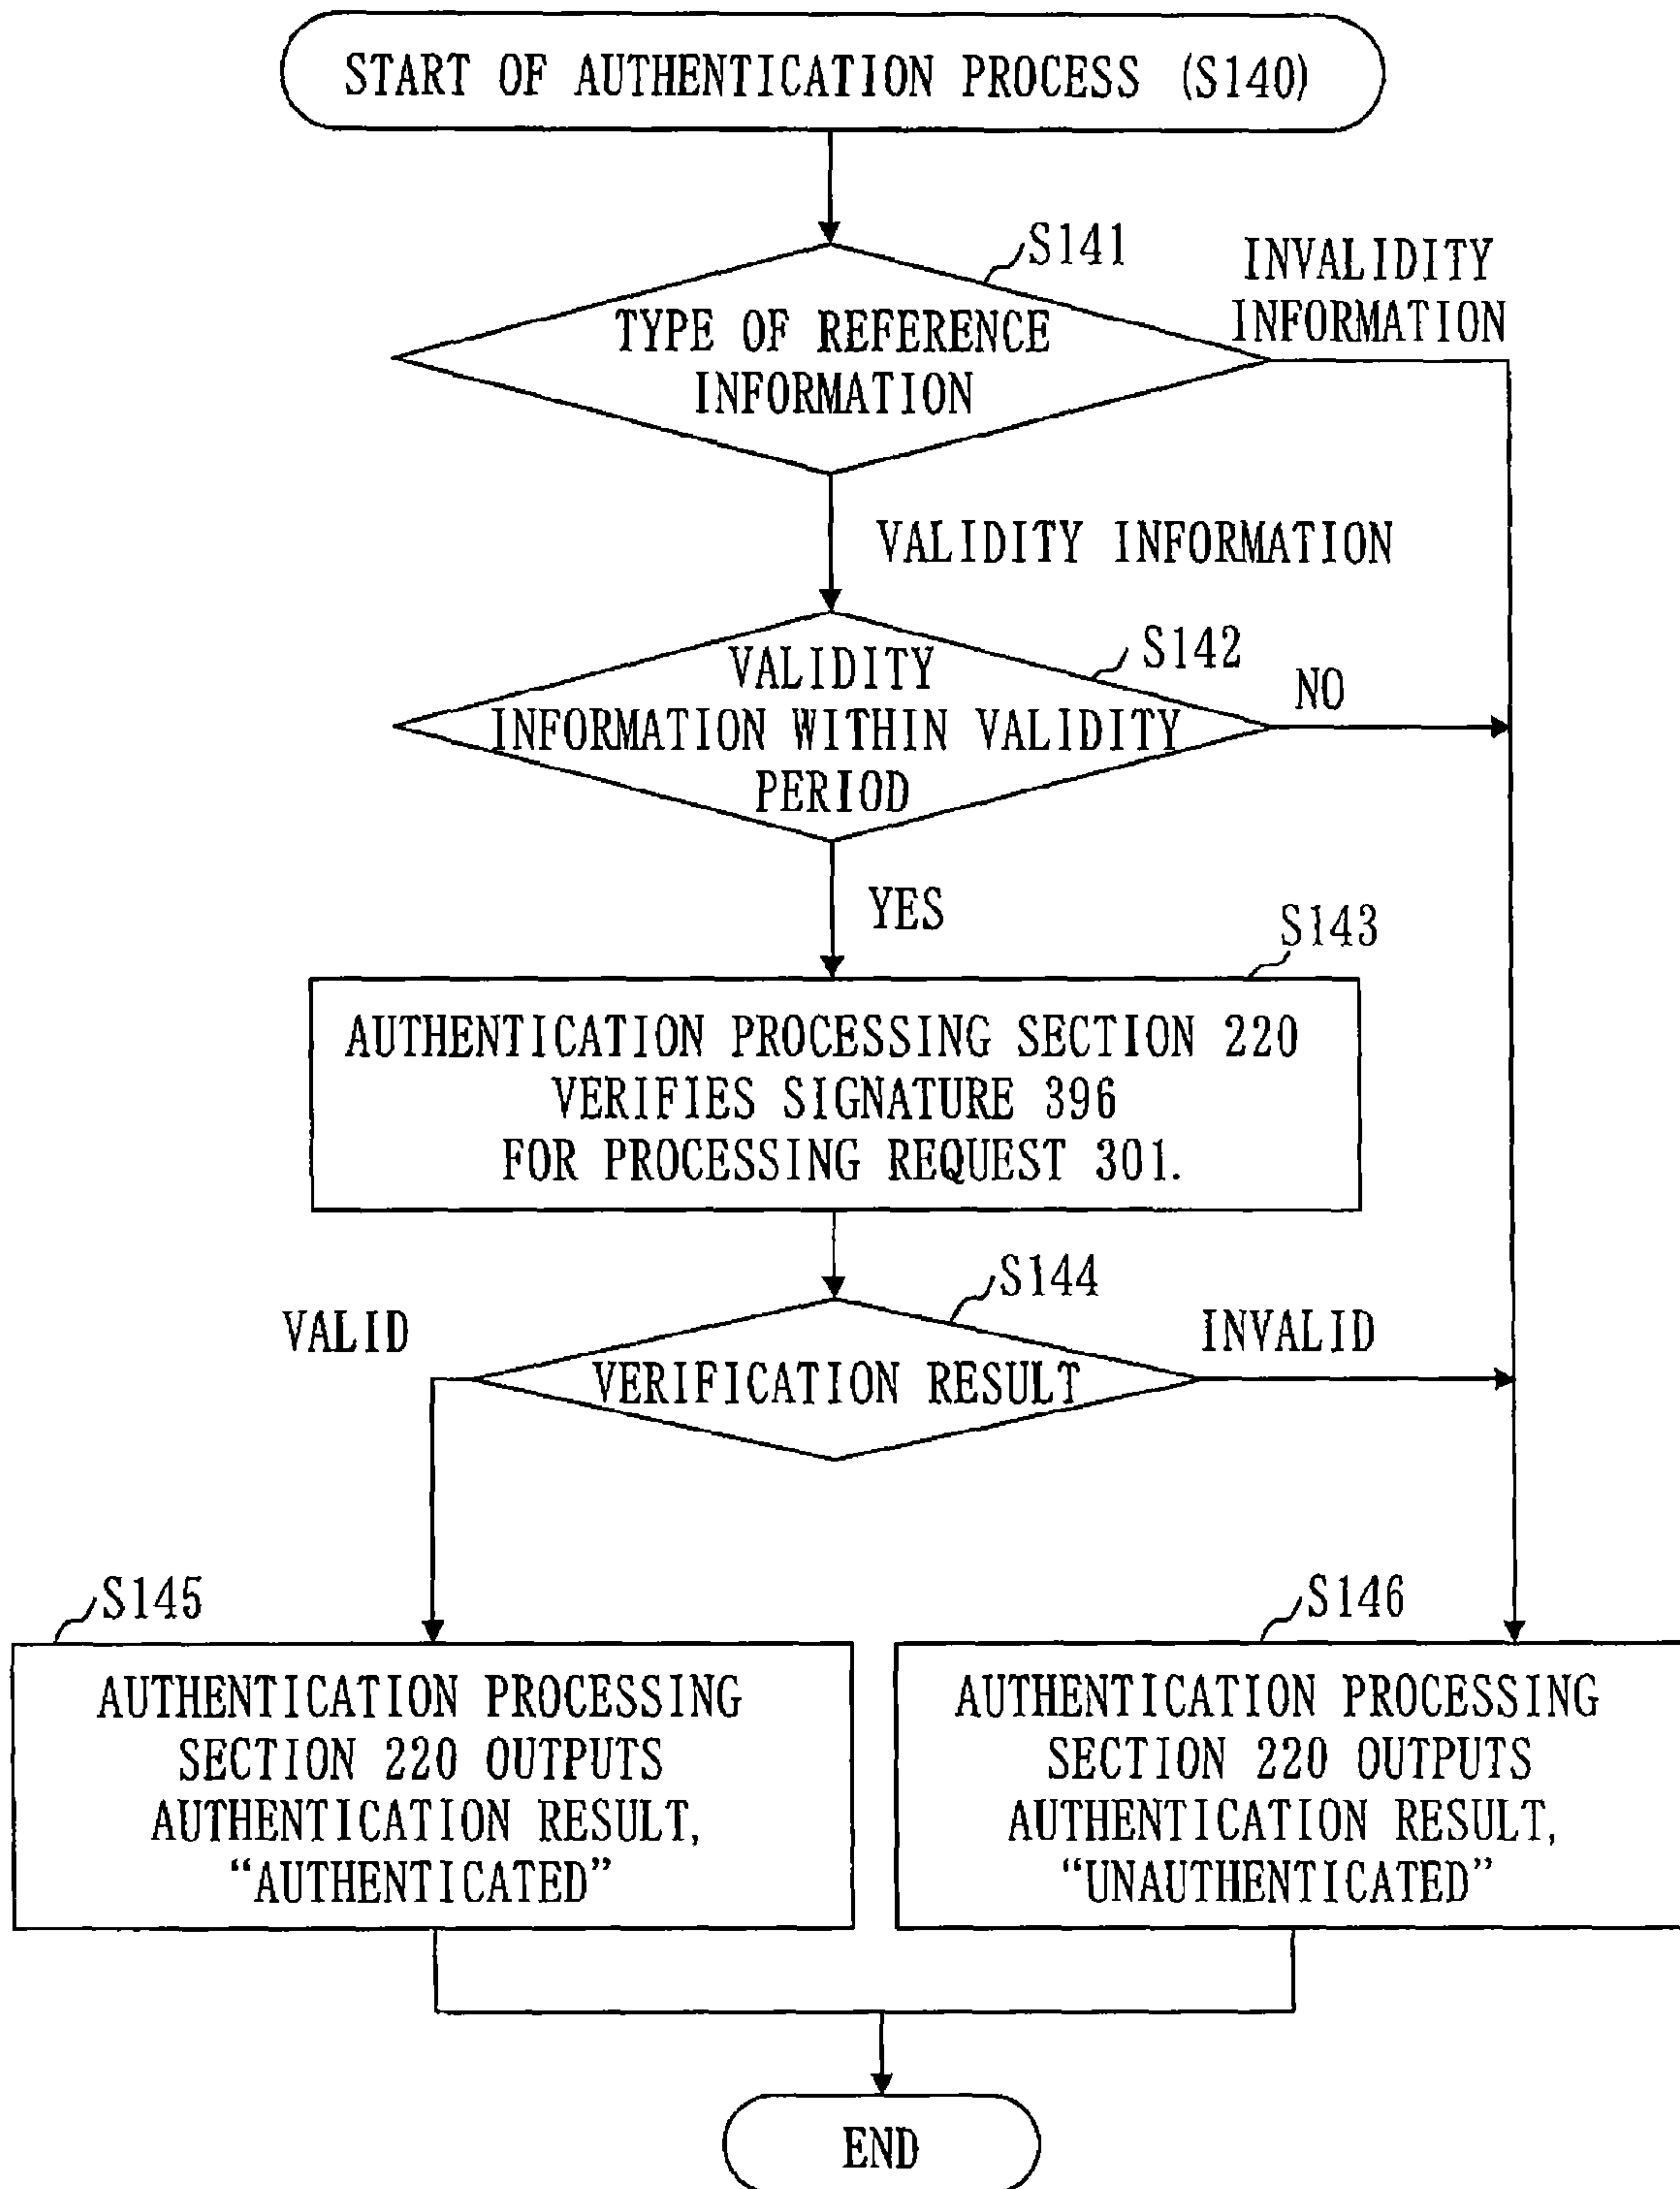 START OF AUTHENTICATION PROCESS (S140)
S141
INVALIDITY
INFORMATION
TYPE OF REFERENCE
INFORMATION
VALIDITY INFORMATION
S142
VALIDITY
INFORMATION WITHIN VALIDITY
PERIOD
NO
YES
S143
AUTHENTICATION PROCESSING SECTION 220
VERIFIES SIGNATURE 396
FOR PROCESSING REQUEST 301.
S144
VALID
INVALID
VERIFICATION RESULT
S145
AUTHENTICATION PROCESSING
SECTION 220 OUTPUTS
AUTHENTICATION RESULT,
“AUTHENTICATED”
S146
AUTHENTICATION PROCESSING
SECTION 220 OUTPUTS
AUTHENTICATION RESULT,
“UNAUTHENTICATED”
END